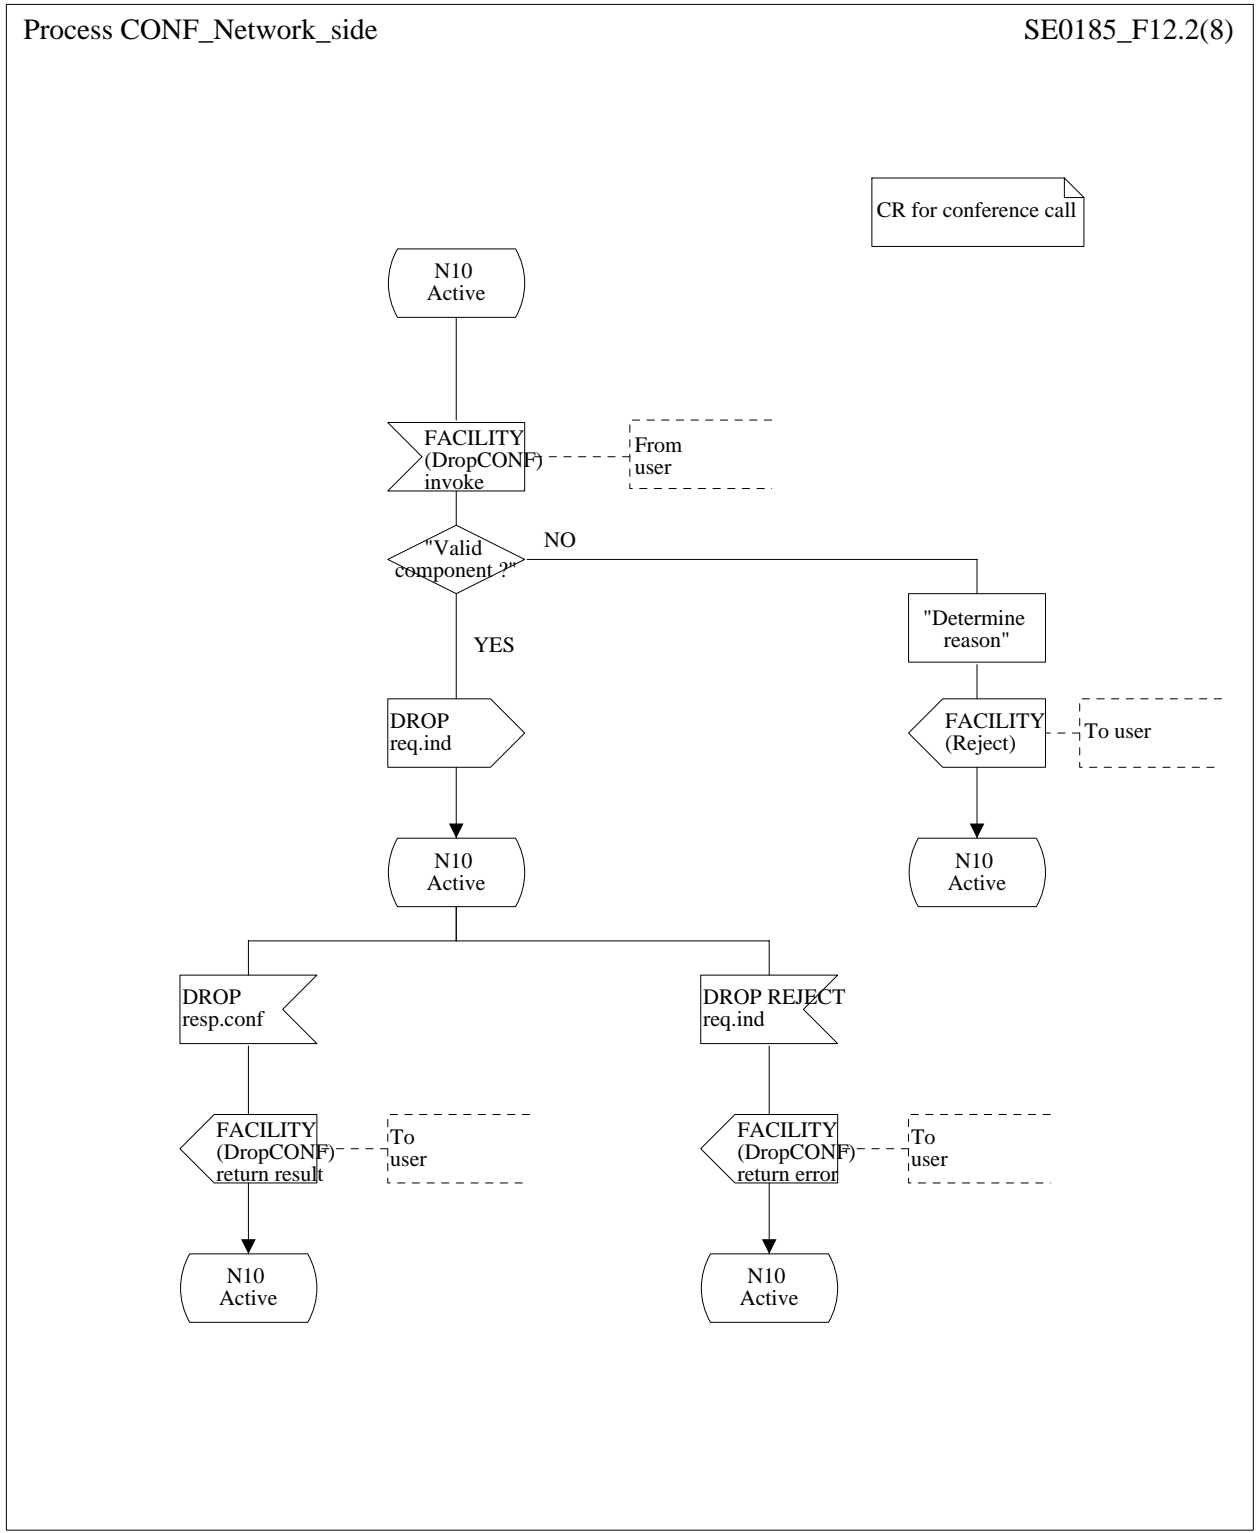 Process CONF_Network_side
SE0185_F12.2(8)
CR for conference call
N10
Active
FACILITY
(DropCONF)
invoke
From
user
"Valid
component ?"
NO
YES
"Determine
reason"
DROP
req.ind
FACILITY
(Reject)
To user
N10
Active
N10
Active
DROP
resp.conf
DROP REJECT
req.ind
FACILITY
(DropCONF)
return result
To
user
FACILITY
(DropCONF)
return error
To
user
N10
Active
N10
Active